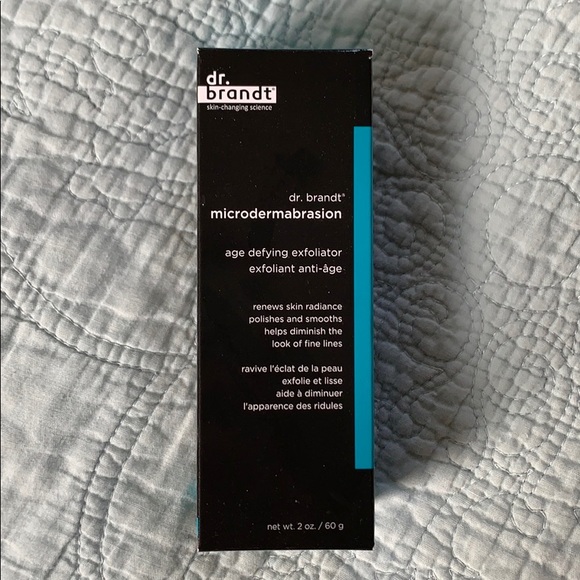 dr.
brandt®
skin-changing science
dr. brandt®
microdermabrasion
age defying exfoliator
exfoliant anti-âge
renews skin radiance
polishes and smooths
helps diminish the
look of fine lines
ravive l'éclat de la peau
exfolie et lisse
aide à diminuer
l'apparence des ridules
net wt. 2 oz. / 60 g